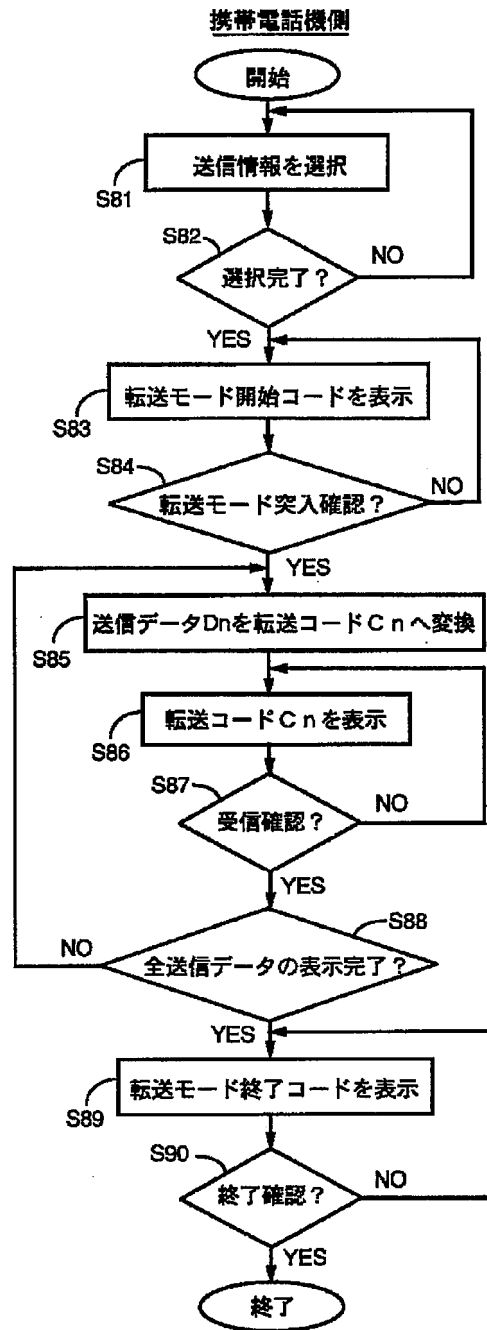 携帯電話機側
開始
送信情報を選択
S81
S82
選択完了？
NO
YES
転送モード開始コードを表示
S83
S84
転送モード突入確認？
NO
YES
送信データDnを転送コードCnへ変換
S85
転送コードCnを表示
S86
S87
受信確認？
NO
YES
S88
全送信データの表示完了？
NO
YES
転送モード終了コードを表示
S89
S90
終了確認？
NO
YES
終了